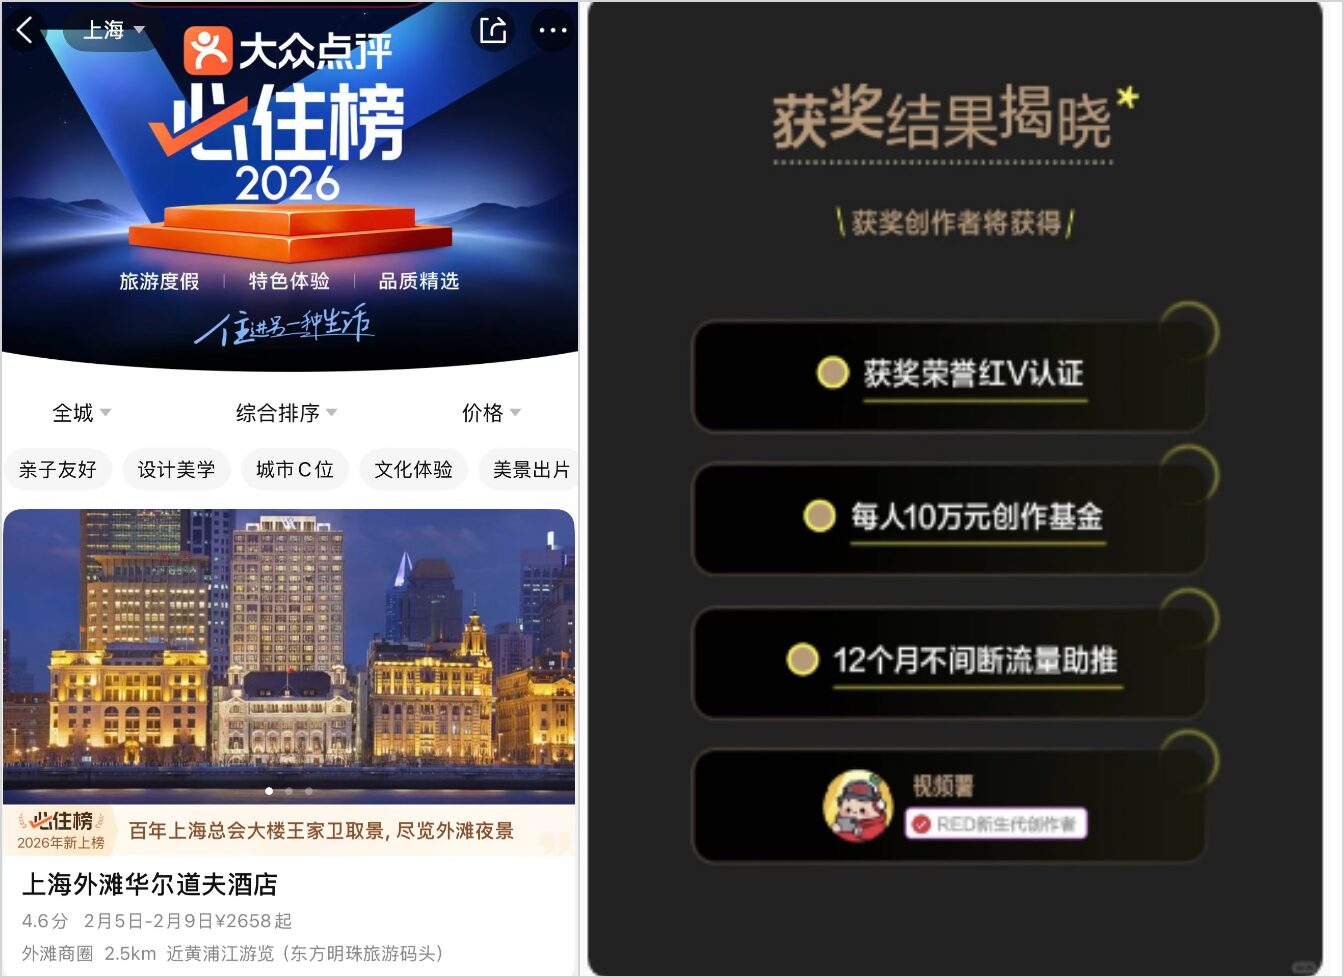 上海
大众点评
必住榜
2026
旅游度假 | 特色体验 | 品质精选
住进另一种生活
全城 综合排序 价格
亲子友好 设计美学 城市C位 文化体验 美景出片
必住榜
2026年新上榜
百年上海总会大楼王家卫取景, 尽览外滩夜景
上海外滩华尔道夫酒店
4.6分 2月5日-2月9日¥2658起
外滩商圈 2.5km 近黄浦江游览（东方明珠旅游码头）
获奖结果揭晓
\ 获奖创作者将获得 /
获奖荣誉红V认证
每人10万元创作基金
12个月不间断流量助推
视频薯
RED新生代创作者